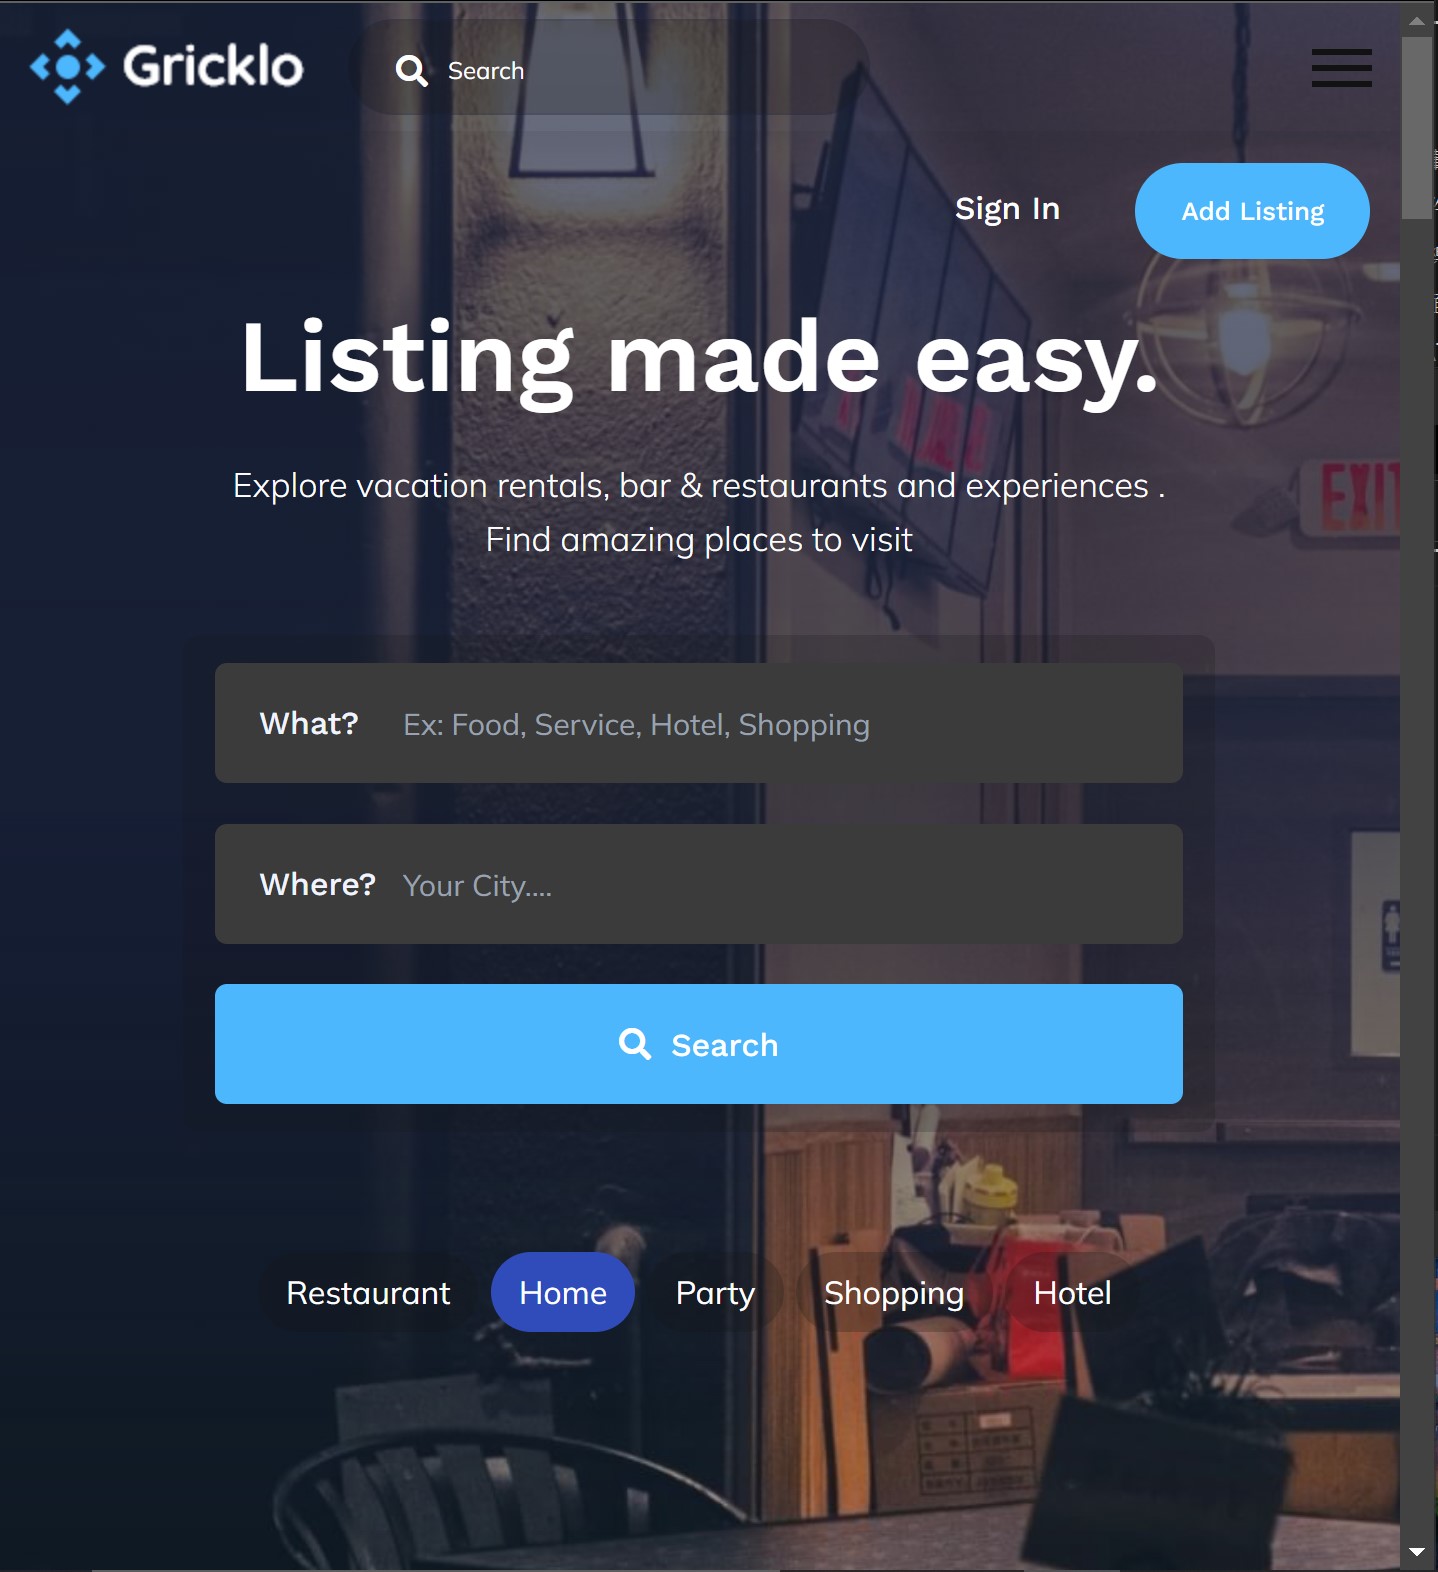 Gricklo
Search
Sign In
Add Listing
Listing made easy.
Explore vacation rentals, bar & restaurants and experiences .
Find amazing places to visit
EXIT
What? Ex: Food, Service, Hotel, Shopping
Where? Your City....
Search
Restaurant Home Party Shopping Hotel